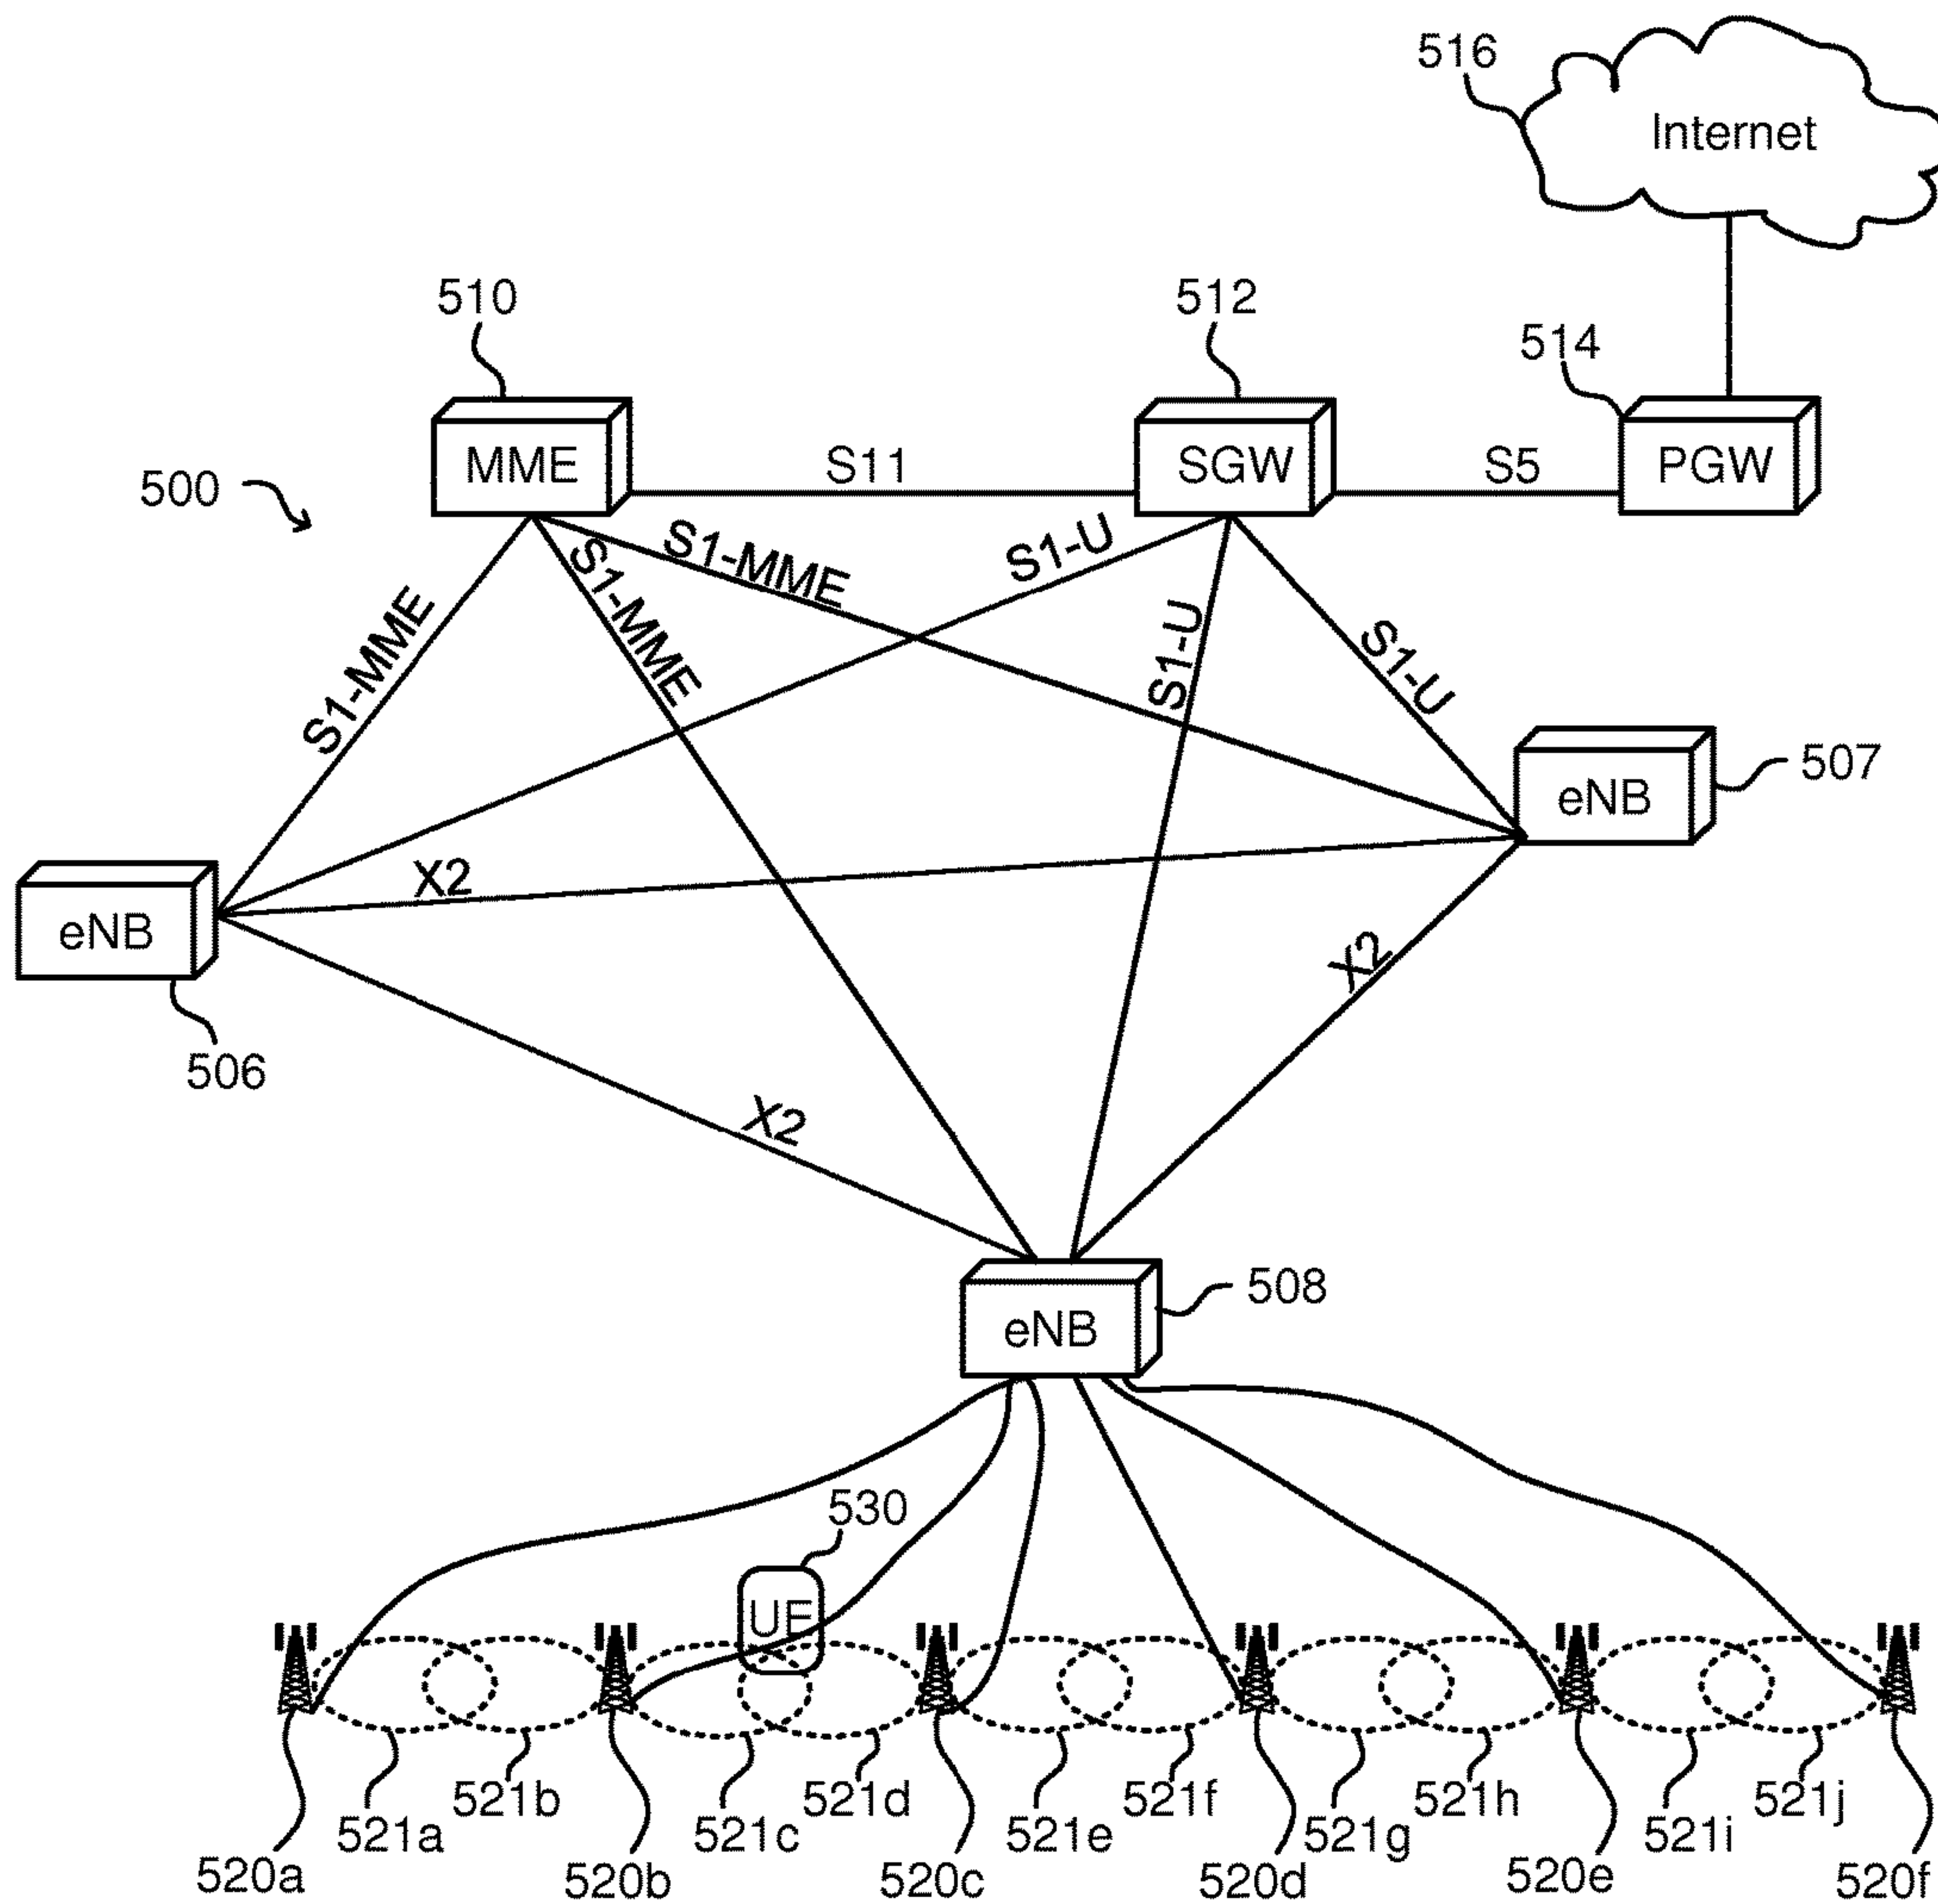 516
Internet
510
512
514
MME
S11
SGW
S5
PGW
500
S1-MME
S1-MME
S1-MME
S1-U
S1-U
S1-U
507
eNB
X2
eNB
X2
506
X2
508
eNB
530
UE
521b
521d
521f
521h
521j
521a
521c
521e
521g
521i
520a
520b
520c
520d
520e
520f